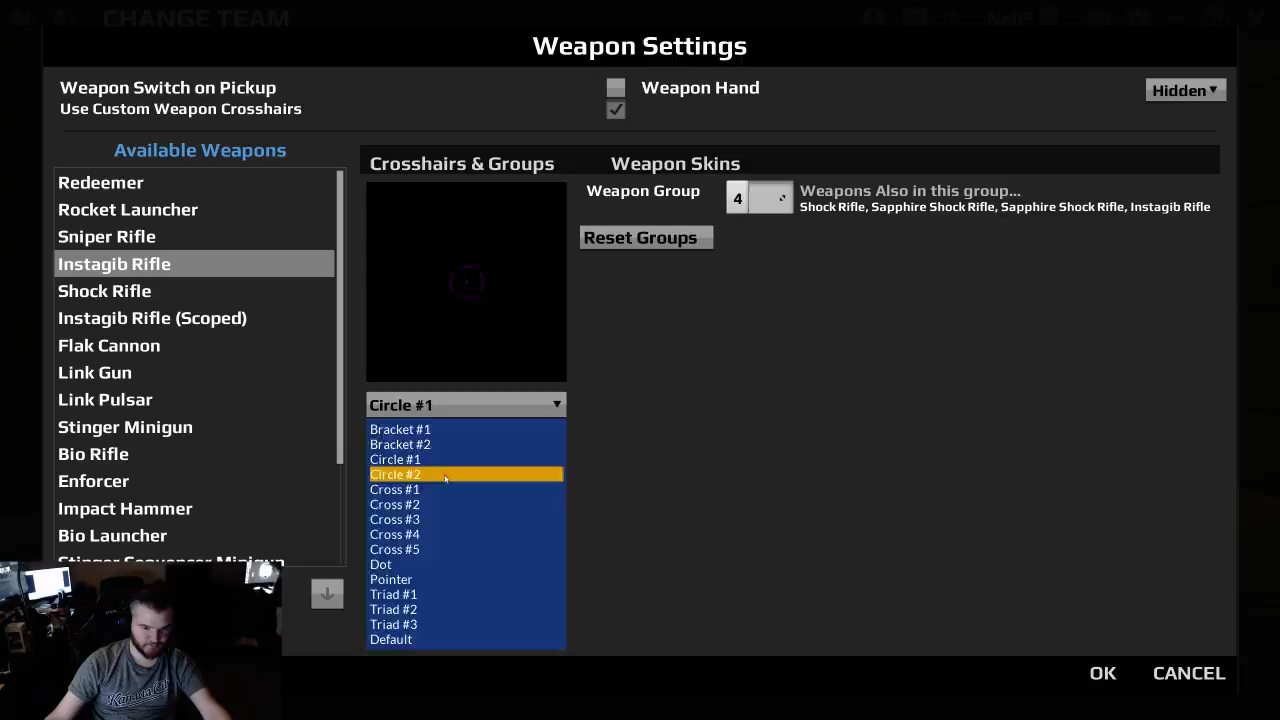 CHANGE TEAM
Weapon Settings
Weapon Switch on Pickup
Weapon Hand
Hidden
Use Custom Weapon Crosshairs
Available Weapons
Crosshairs & Groups
Weapon Skins
Redeemer
Rocket Launcher
Sniper Rifle
Instagib Rifle
Shock Rifle
Instagib Rifle (Scoped)
Flak Cannon
Link Gun
Link Pulsar
Stinger Minigun
Bio Rifle
Enforcer
Impact Hammer
Bio Launcher
Stinger Sequencer Minigun
Weapon Group
4
Weapons Also in this group...
Shock Rifle, Sapphire Shock Rifle, Sapphire Shock Rifle, Instagib Rifle
Reset Groups
Circle #1
Bracket #1
Bracket #2
Circle #1
Circle #2
Cross #1
Cross #2
Cross #3
Cross #4
Cross #5
Dot
Pointer
Triad #1
Triad #2
Triad #3
Default
OK
CANCEL